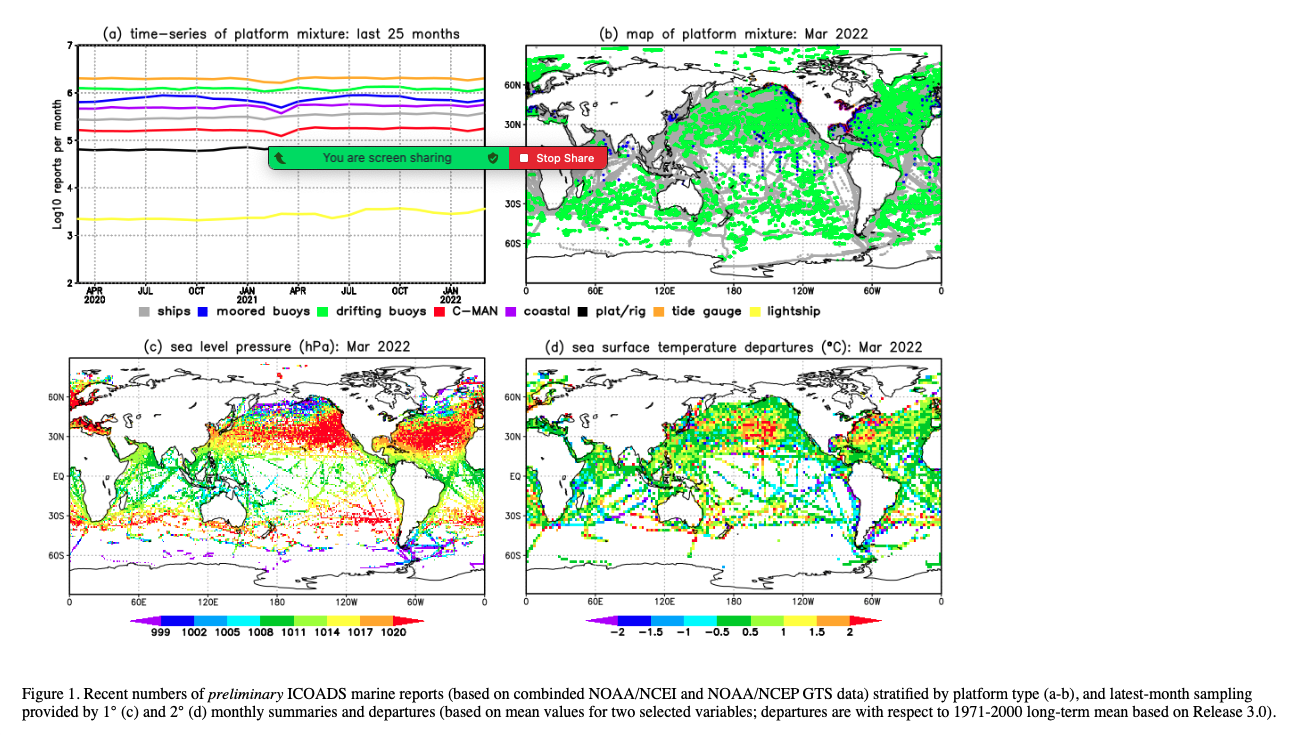 (a) time-series of platform mixture: last 25 months
7
6
5
4
3
2
Log10 reports per month
APR JUL OCT JAN APR JUL OCT JAN
2020 2021 2022
You are screen sharing
Stop Share
(b) map of platform mixture: Mar 2022
60N
30N
30S
60S
0 60E 120E 180 120W 60W 0
ships moored buoys drifting buoys C-MAN coastal plat/rig tide gauge lightship
(c) sea level pressure (hPa): Mar 2022
60N
30N
EQ
30S
60S
0 60E 120E 180 120W 60W 0
999 1002 1005 1008 1011 1014 1017 1020
(d) sea surface temperature departures (°C): Mar 2022
60N
30N
EQ
30S
60S
0 60E 120E 180 120W 60W 0
-2 -1.5 -1 -0.5 0.5 1 1.5 2
Figure 1. Recent numbers of preliminary ICOADS marine reports (based on combinded NOAA/NCEI and NOAA/NCEP GTS data) stratified by platform type (a-b), and latest-month sampling
provided by 1° (c) and 2° (d) monthly summaries and departures (based on mean values for two selected variables; departures are with respect to 1971-2000 long-term mean based on Release 3.0).